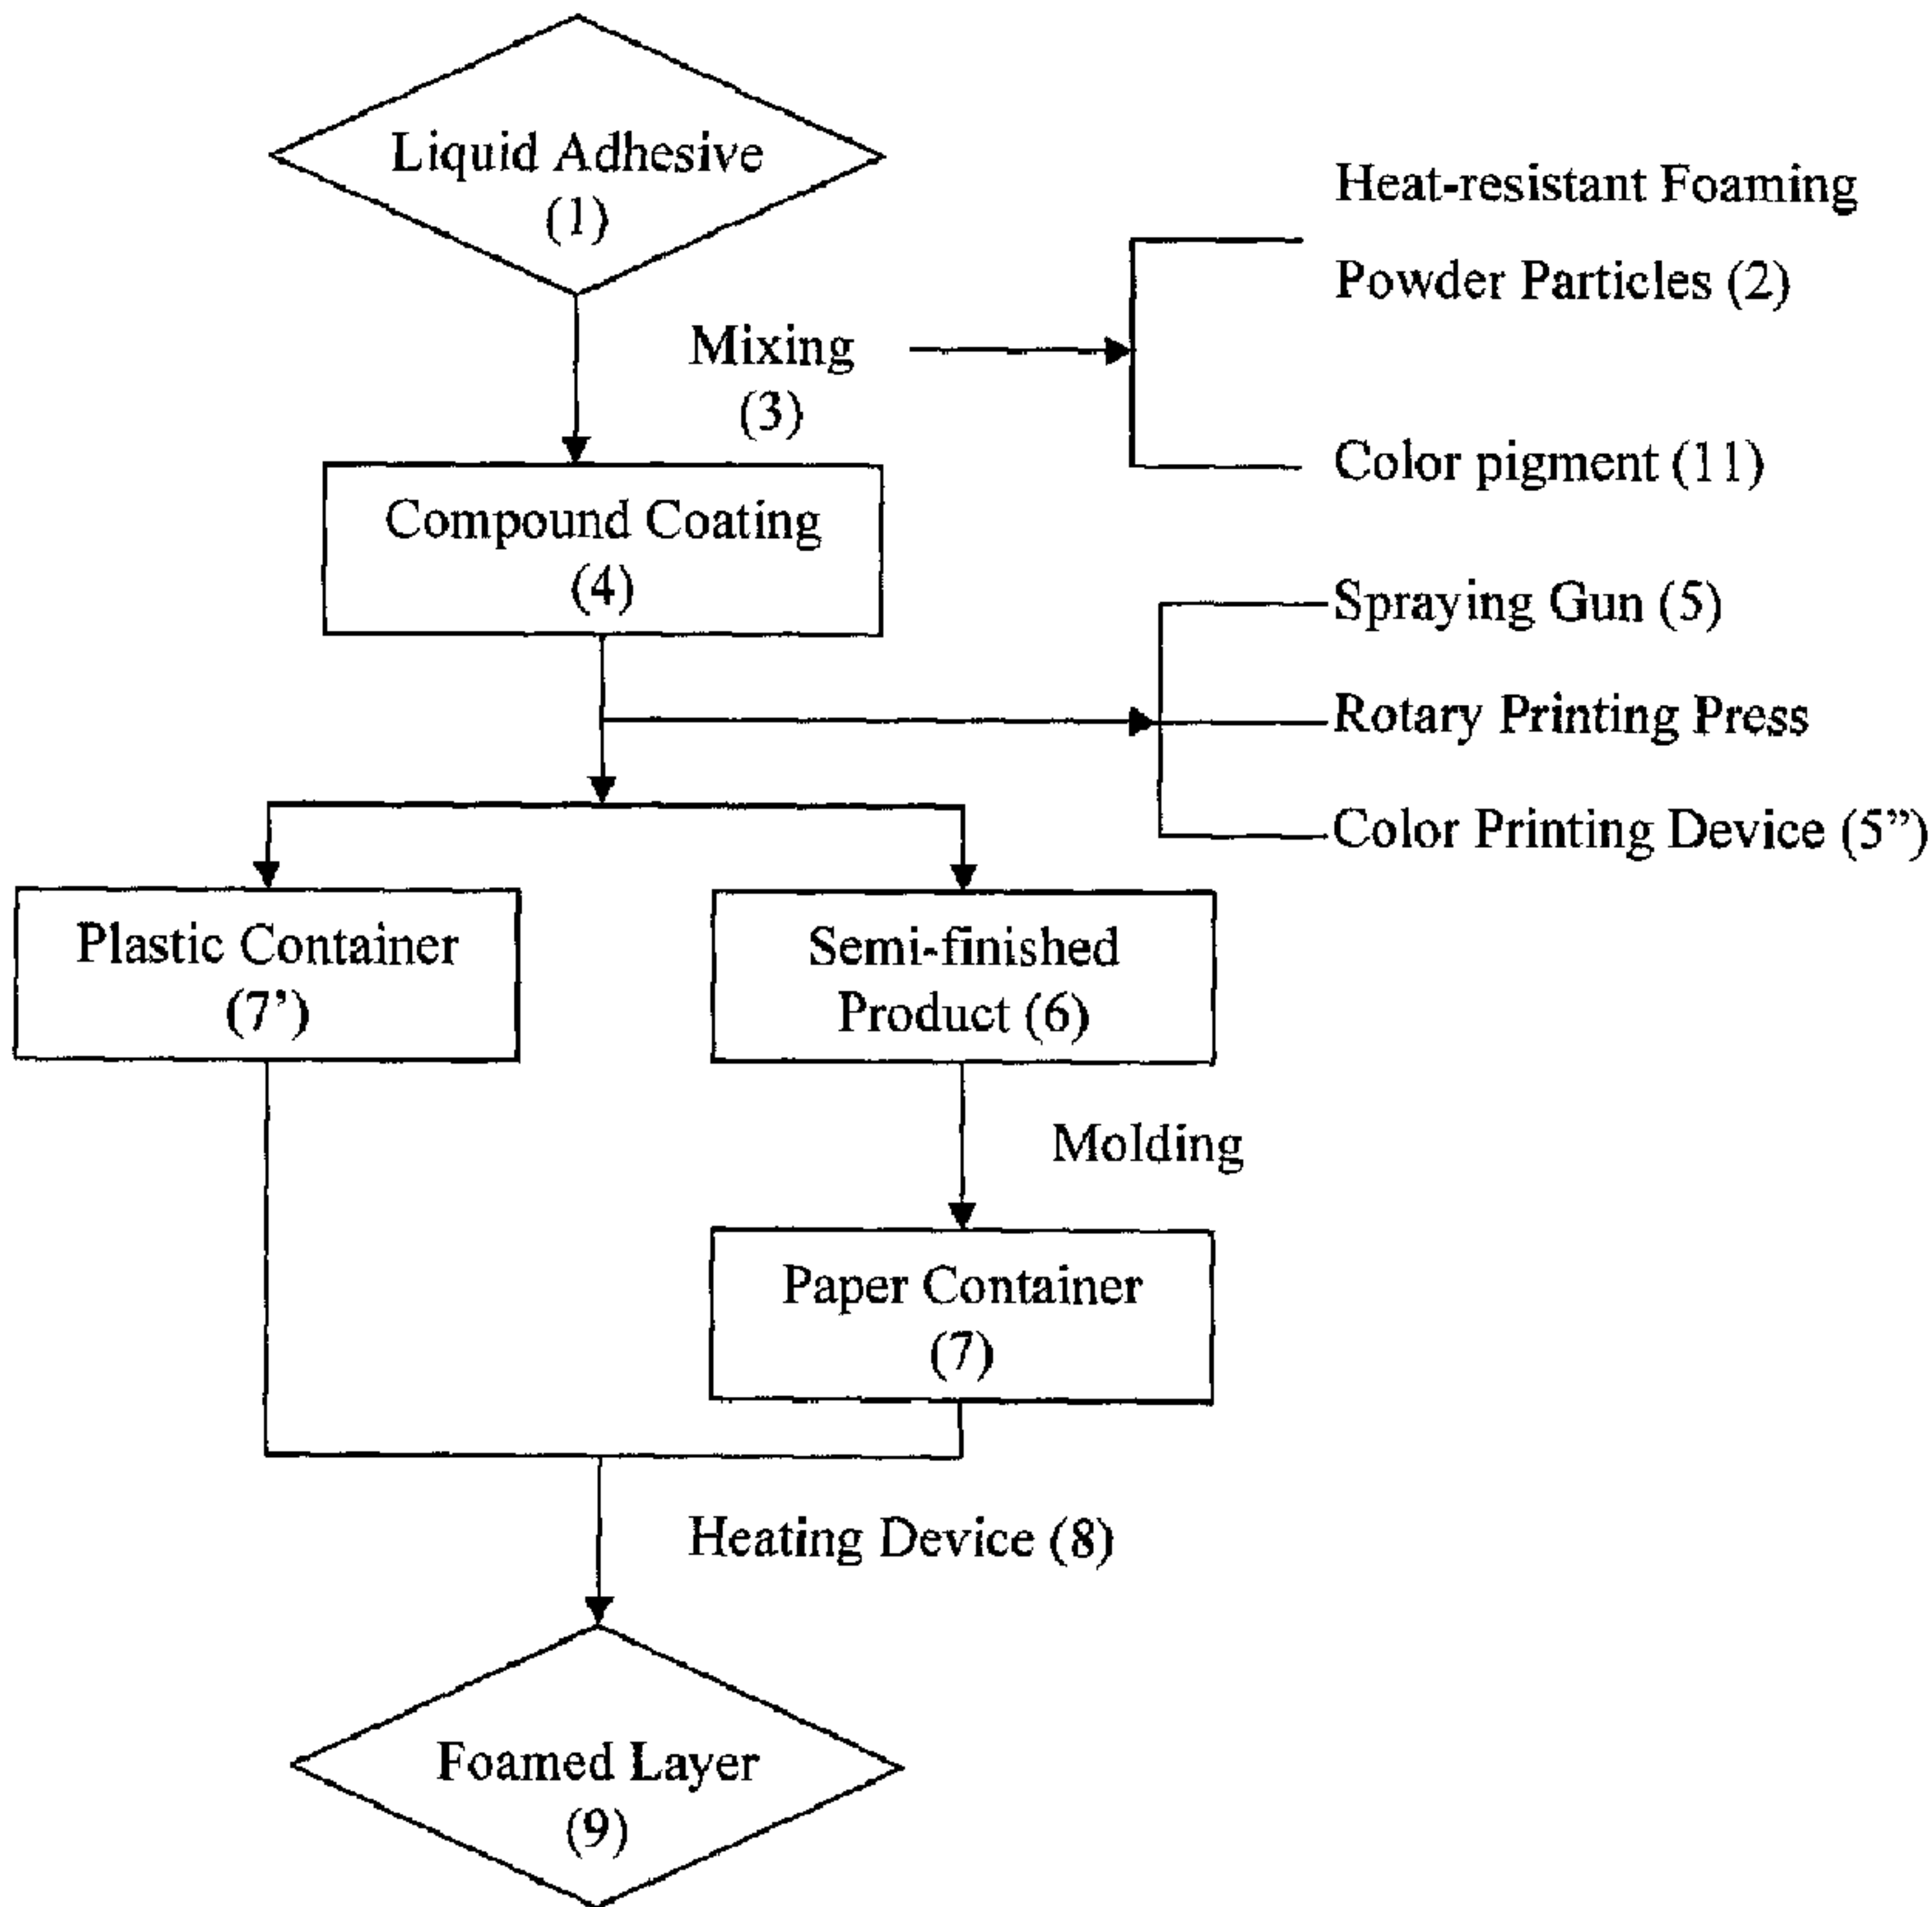 Liquid Adhesive
(1)
Heat-resistant Foaming
Powder Particles (2)
Mixing
(3)
Color pigment (11)
Compound Coating
(4)
Spraying Gun (5)
Rotary Printing Press
Color Printing Device (5”)
Plastic Container
(7’)
Semi-finished
Product (6)
Molding
Paper Container
(7)
Heating Device (8)
Foamed Layer
(9)